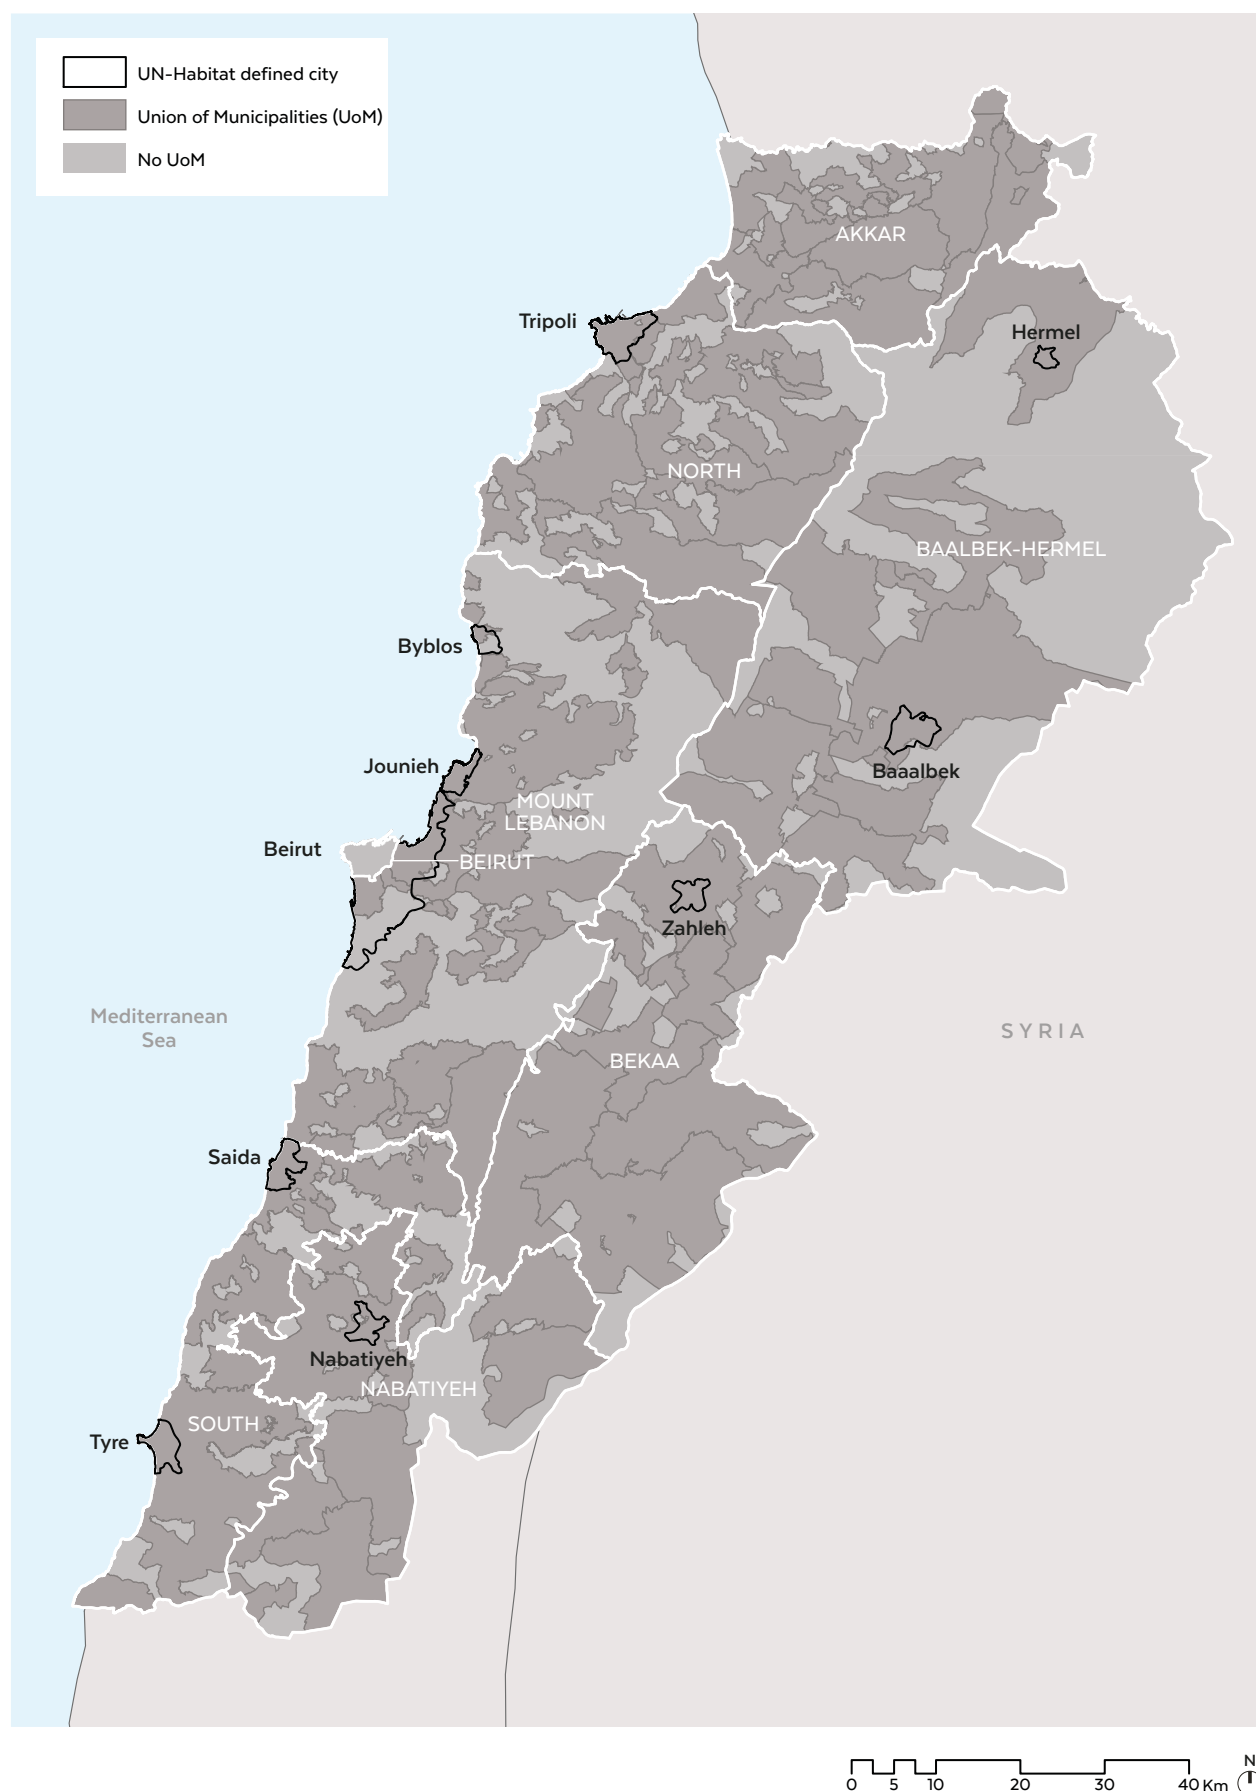 UN-Habitat defined city
Union of Municipalities (UoM)
No UoM
AKKAR
Tripoli
Hermel
NORTH
BAALBEK-HERMEL
Byblos
Baaalbek
Jounieh
MOUNT
LEBANON
Beirut
BEIRUT
Zahleh
Mediterranean
Sea
SYRIA
BEKAA
Saida
Nabatiyeh
NABATIYEH
SOUTH
Tyre
N
0 5 10 20 30 40 Km